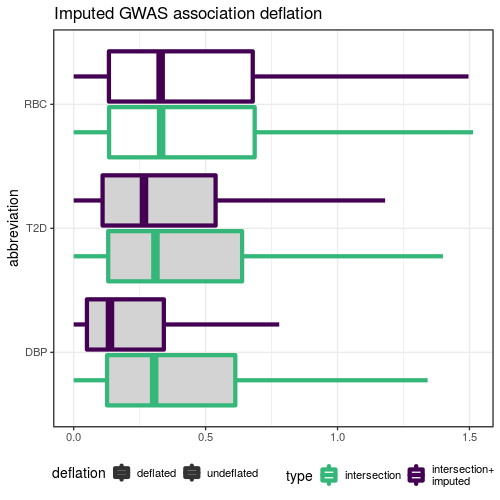 Imputed GWAS association deflation
abbreviation
RBC
T2D
DBP
0.0 0.5 1.0 1.5
deflation deflated undeflated type intersection intersection+
imputed